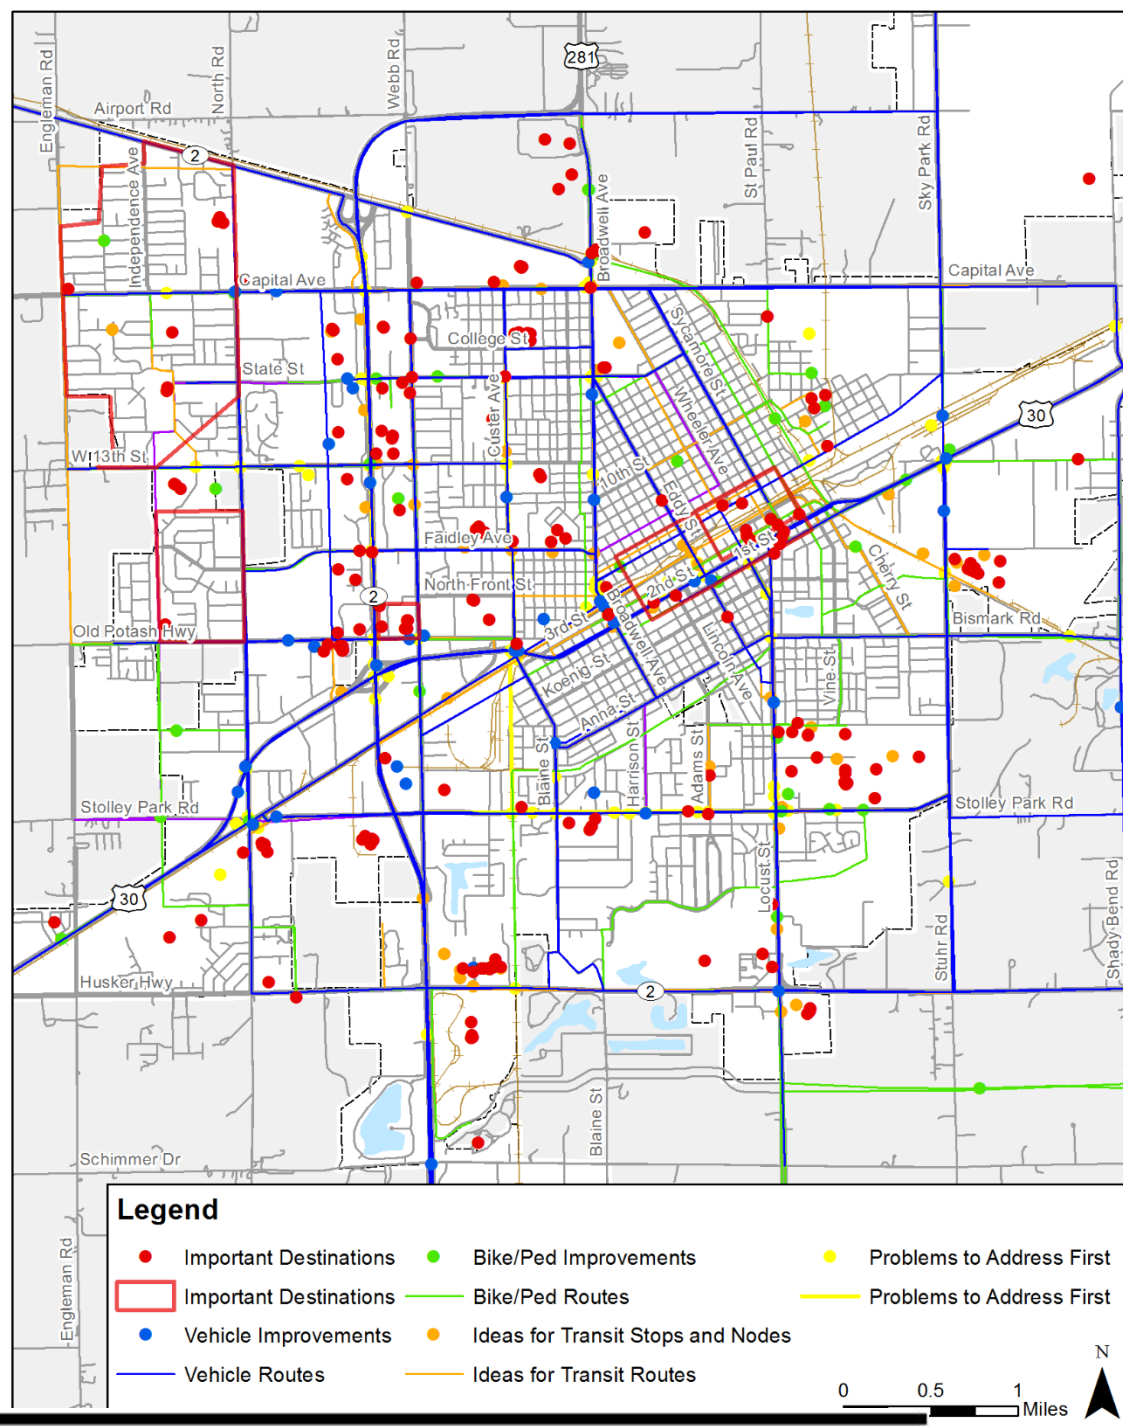 281
Engleman Rd
North Rd
Webb Rd
Airport Rd
2
Independence Ave
Broadwell Ave
St Paul Rd
Sky Park Rd
Capital Ave
Capital Ave
College St
Sycamore St
State St
Custer Ave
Wheeler Ave
30
W 13th St
10th St
Eddy St
Faidley Ave
1st St
Cherry St
North Front St
2nd St
2
Old Potash Hwy
3rd St
Broadwell Ave
Lincoln Ave
Bismark Rd
Koenig St
Vine St
Anna St
Blaine St
Harrison St
Adams St
Stolley Park Rd
Stolley Park Rd
Locust St
30
Stuhr Rd
Shady Bend Rd
Husker Hwy
2
Blaine St
Schimmer Dr
Engleman Rd
Legend
Important Destinations
Bike/Ped Improvements
Problems to Address First
Important Destinations
Bike/Ped Routes
Problems to Address First
Vehicle Improvements
Ideas for Transit Stops and Nodes
Vehicle Routes
Ideas for Transit Routes
N
0 0.5 1
Miles